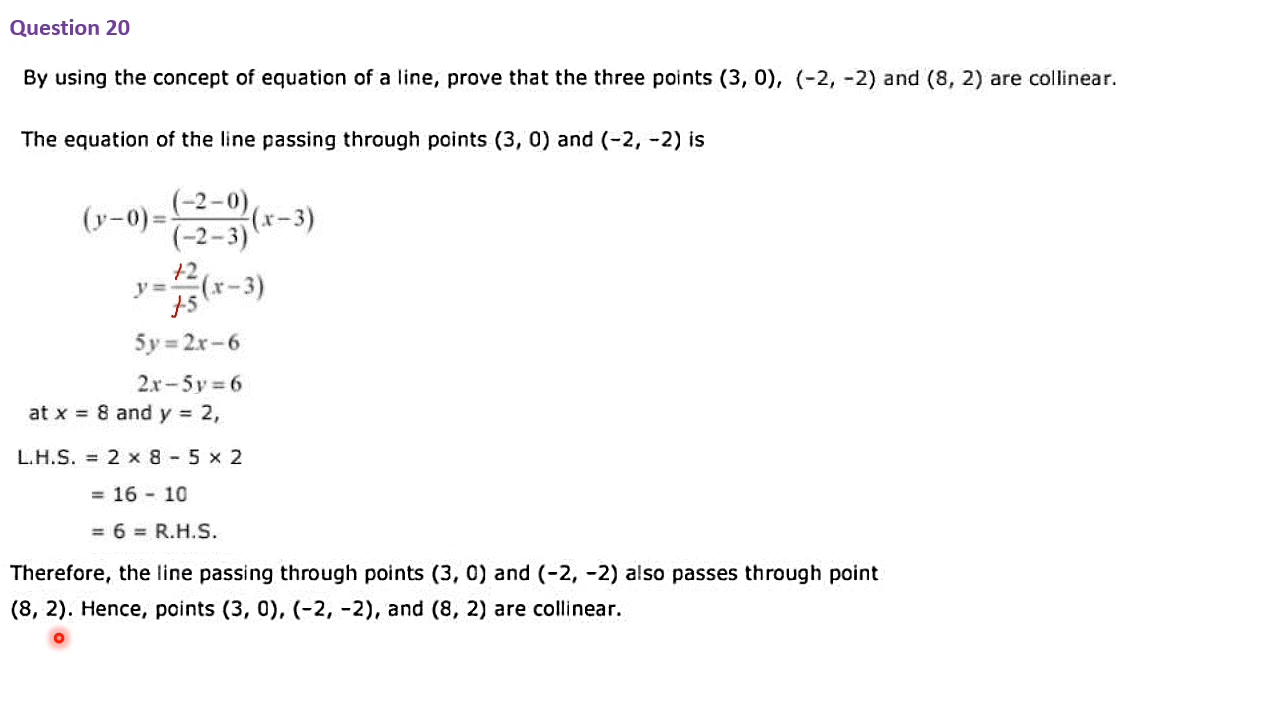 Question 20
By using the concept of equation of a line, prove that the three points (3, 0), (-2, -2) and (8, 2) are collinear.
The equation of the line passing through points (3, 0) and (-2, -2) is
(y-0)=\frac{(-2-0)}{(-2-3)}(x-3)
y=\frac{-2}{-5}(x-3)
5y=2x-6
2x-5y=6
at x = 8 and y = 2,
L.H.S. = 2 × 8 - 5 × 2
= 16 - 10
= 6 = R.H.S.
Therefore, the line passing through points (3, 0) and (-2, -2) also passes through point
(8, 2). Hence, points (3, 0), (-2, -2), and (8, 2) are collinear.